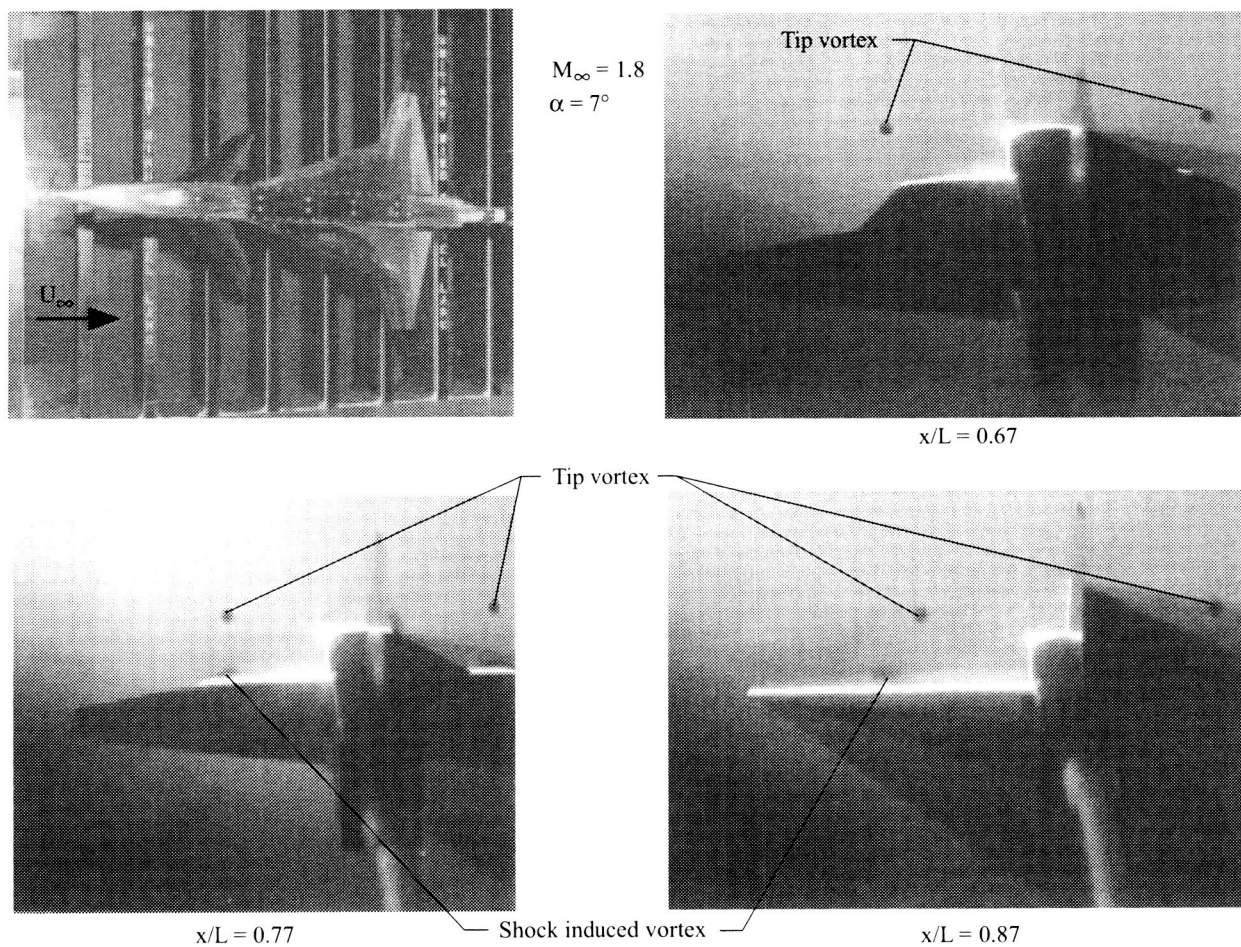 M∞ = 1.8
α = 7°
U∞
Tip vortex
x/L = 0.67
Tip vortex
x/L = 0.77
Shock induced vortex
x/L = 0.87